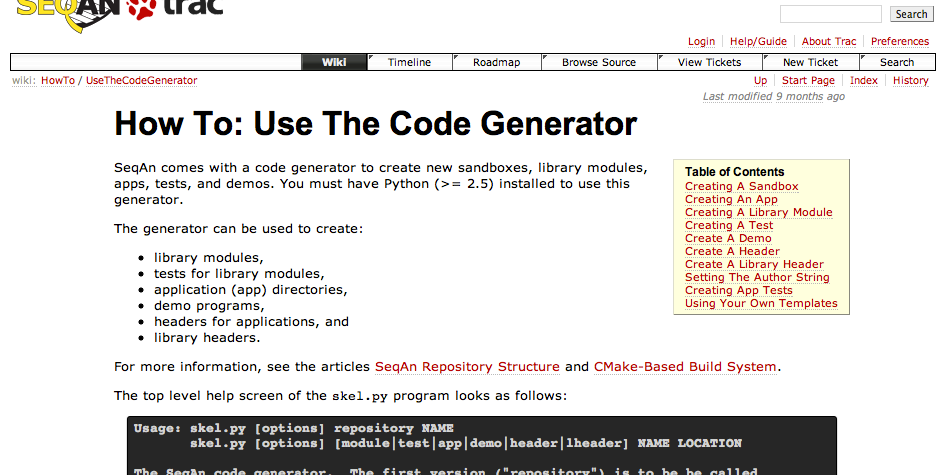 SEQAN trac
Search
Login Help/Guide About Trac Preferences
Wiki Timeline Roadmap Browse Source View Tickets New Ticket Search
wiki: HowTo / UseTheCodeGenerator Up Start Page Index History
Last modified 9 months ago
How To: Use The Code Generator
SeqAn comes with a code generator to create new sandboxes, library modules,
apps, tests, and demos. You must have Python (>= 2.5) installed to use this
generator.
The generator can be used to create:
• library modules,
• tests for library modules,
• application (app) directories,
• demo programs,
• headers for applications, and
• library headers.
Table of Contents
Creating A Sandbox
Creating An App
Creating A Library Module
Creating A Test
Create A Demo
Create A Header
Create A Library Header
Setting The Author String
Creating App Tests
Using Your Own Templates
For more information, see the articles SeqAn Repository Structure and CMake-Based Build System.
The top level help screen of the skel.py program looks as follows:
Usage: skel.py [options] repository NAME
skel.py [options] [module|test|app|demo|header|lheader] NAME LOCATION
The SeqAn code generator. The first version ("repository") is to be be called